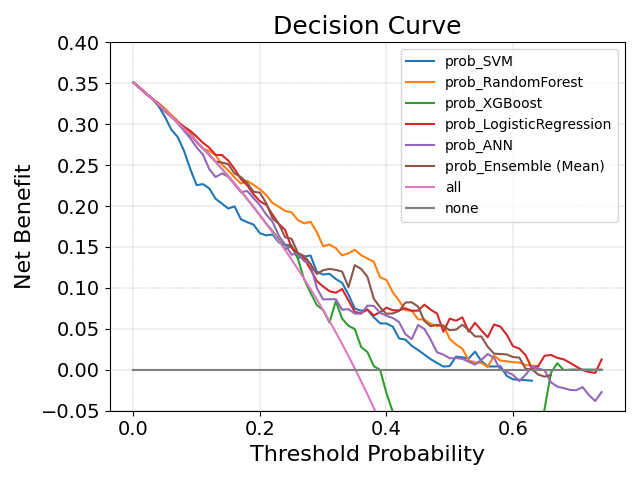 Decision Curve
0.40
0.35
0.30
0.25
0.20
0.15
0.10
0.05
0.00
−0.05
Net Benefit
prob_SVM
prob_RandomForest
prob_XGBoost
prob_LogisticRegression
prob_ANN
prob_Ensemble (Mean)
all
none
0.0 0.2 0.4 0.6
Threshold Probability